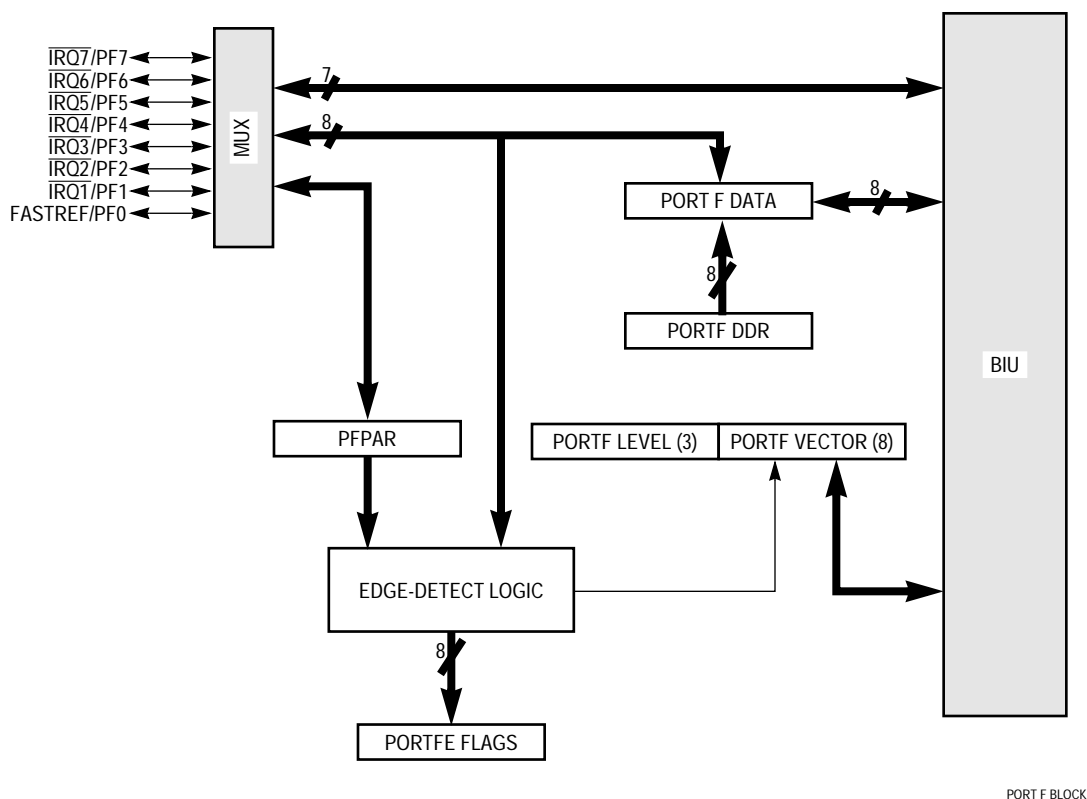 IRQ7/PF7
IRQ6/PF6
IRQ5/PF5
IRQ4/PF4
IRQ3/PF3
IRQ2/PF2
IRQ1/PF1
FASTREF/PF0
MUX
7
8
PORT F DATA
8
8
PORTF DDR
BIU
PFPAR
PORTF LEVEL (3)
PORTF VECTOR (8)
EDGE-DETECT LOGIC
8
PORTFE FLAGS
PORT F BLOCK